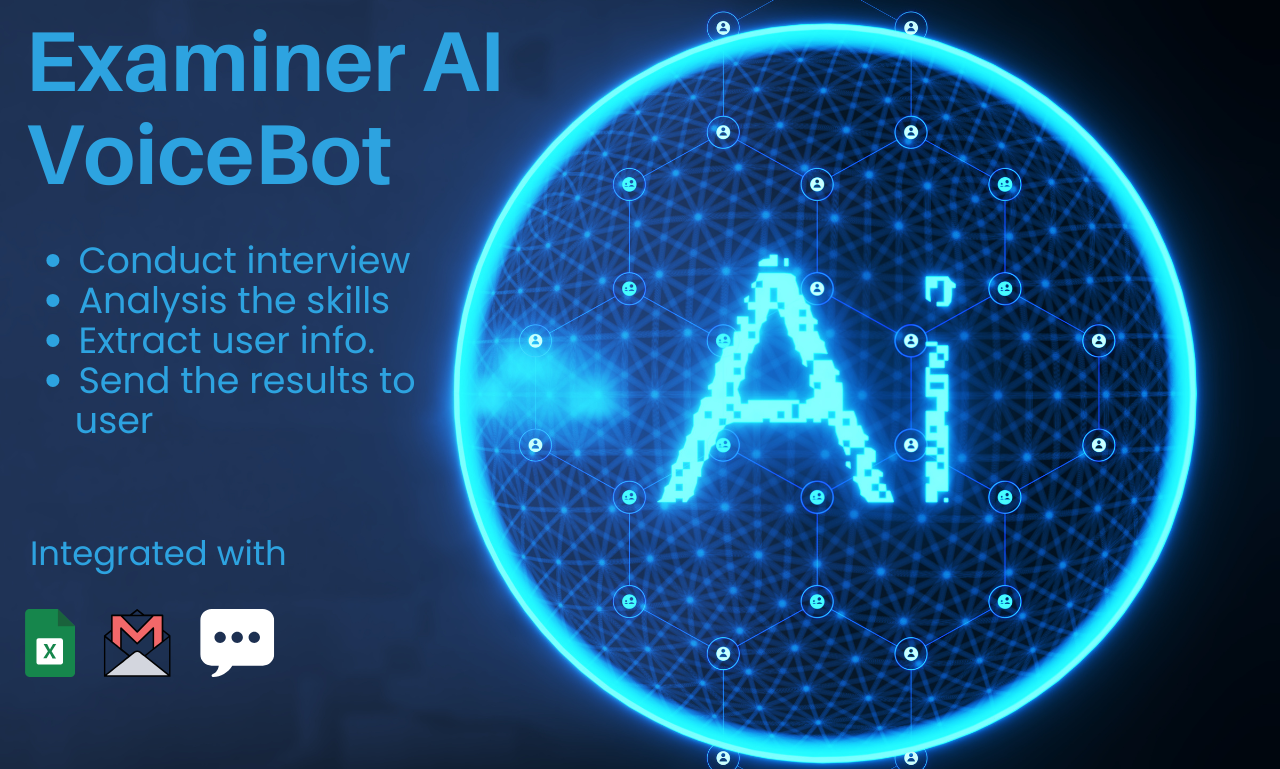 Examiner AI
VoiceBot
• Conduct interview
• Analysis the skills
• Extract user info.
• Send the results to
user
Integrated with
X
Ai